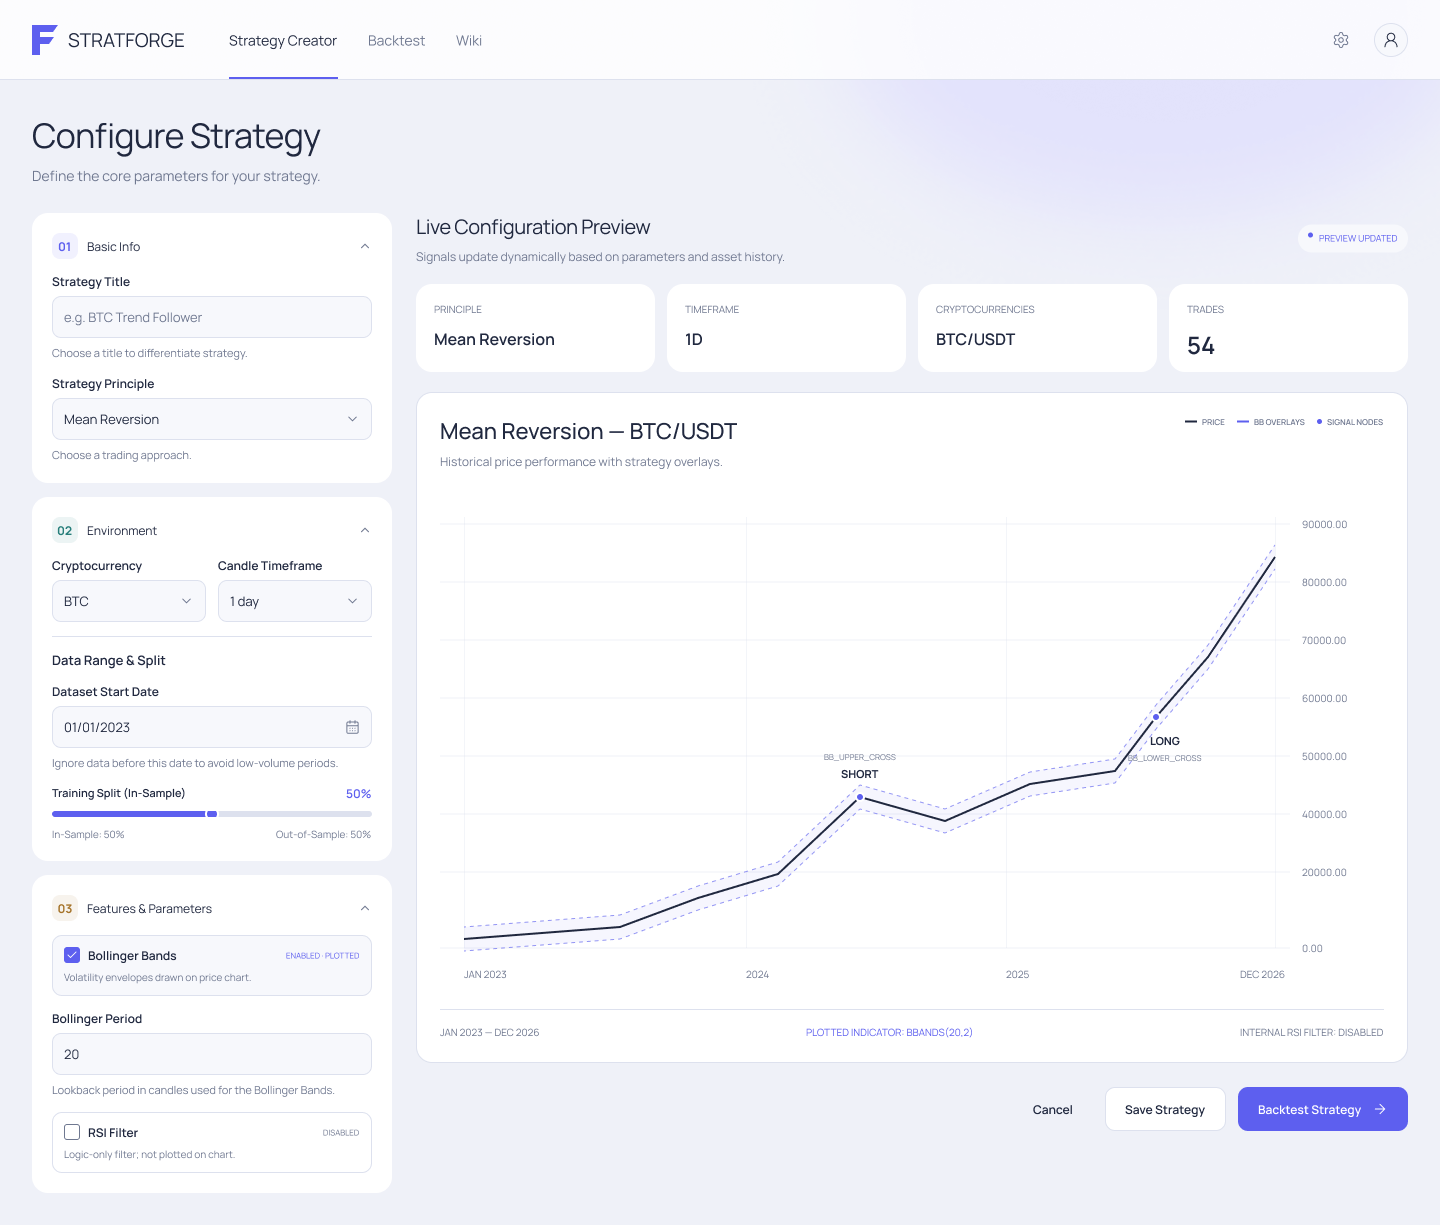 STRATFORGE
Strategy Creator
Backtest
Wiki
Configure Strategy
Define the core parameters for your strategy.
01 Basic Info
Strategy Title
e.g. BTC Trend Follower
Choose a title to differentiate strategy.
Strategy Principle
Mean Reversion
Choose a trading approach.
02 Environment
Cryptocurrency
Candle Timeframe
BTC
1 day
Data Range & Split
Dataset Start Date
01/01/2023
Ignore data before this date to avoid low-volume periods.
Training Split (In-Sample) 50%
In-Sample: 50%
Out-of-Sample: 50%
03 Features & Parameters
Bollinger Bands
ENABLED · PLOTTED
Volatility envelopes drawn on price chart.
Bollinger Period
20
Lookback period in candles used for the Bollinger Bands.
RSI Filter
DISABLED
Logic-only filter; not plotted on chart.
Live Configuration Preview
Signals update dynamically based on parameters and asset history.
PREVIEW UPDATED
PRINCIPLE
Mean Reversion
TIMEFRAME
1D
CRYPTOCURRENCIES
BTC/USDT
TRADES
54
Mean Reversion — BTC/USDT
Historical price performance with strategy overlays.
PRICE
BB OVERLAYS
SIGNAL NODES
90000.00
80000.00
70000.00
60000.00
50000.00
40000.00
20000.00
0.00
BB_UPPER_CROSS
SHORT
LONG
BB_LOWER_CROSS
JAN 2023
2024
2025
DEC 2026
JAN 2023 — DEC 2026
PLOTTED INDICATOR: BBANDS(20,2)
INTERNAL RSI FILTER: DISABLED
Cancel
Save Strategy
Backtest Strategy